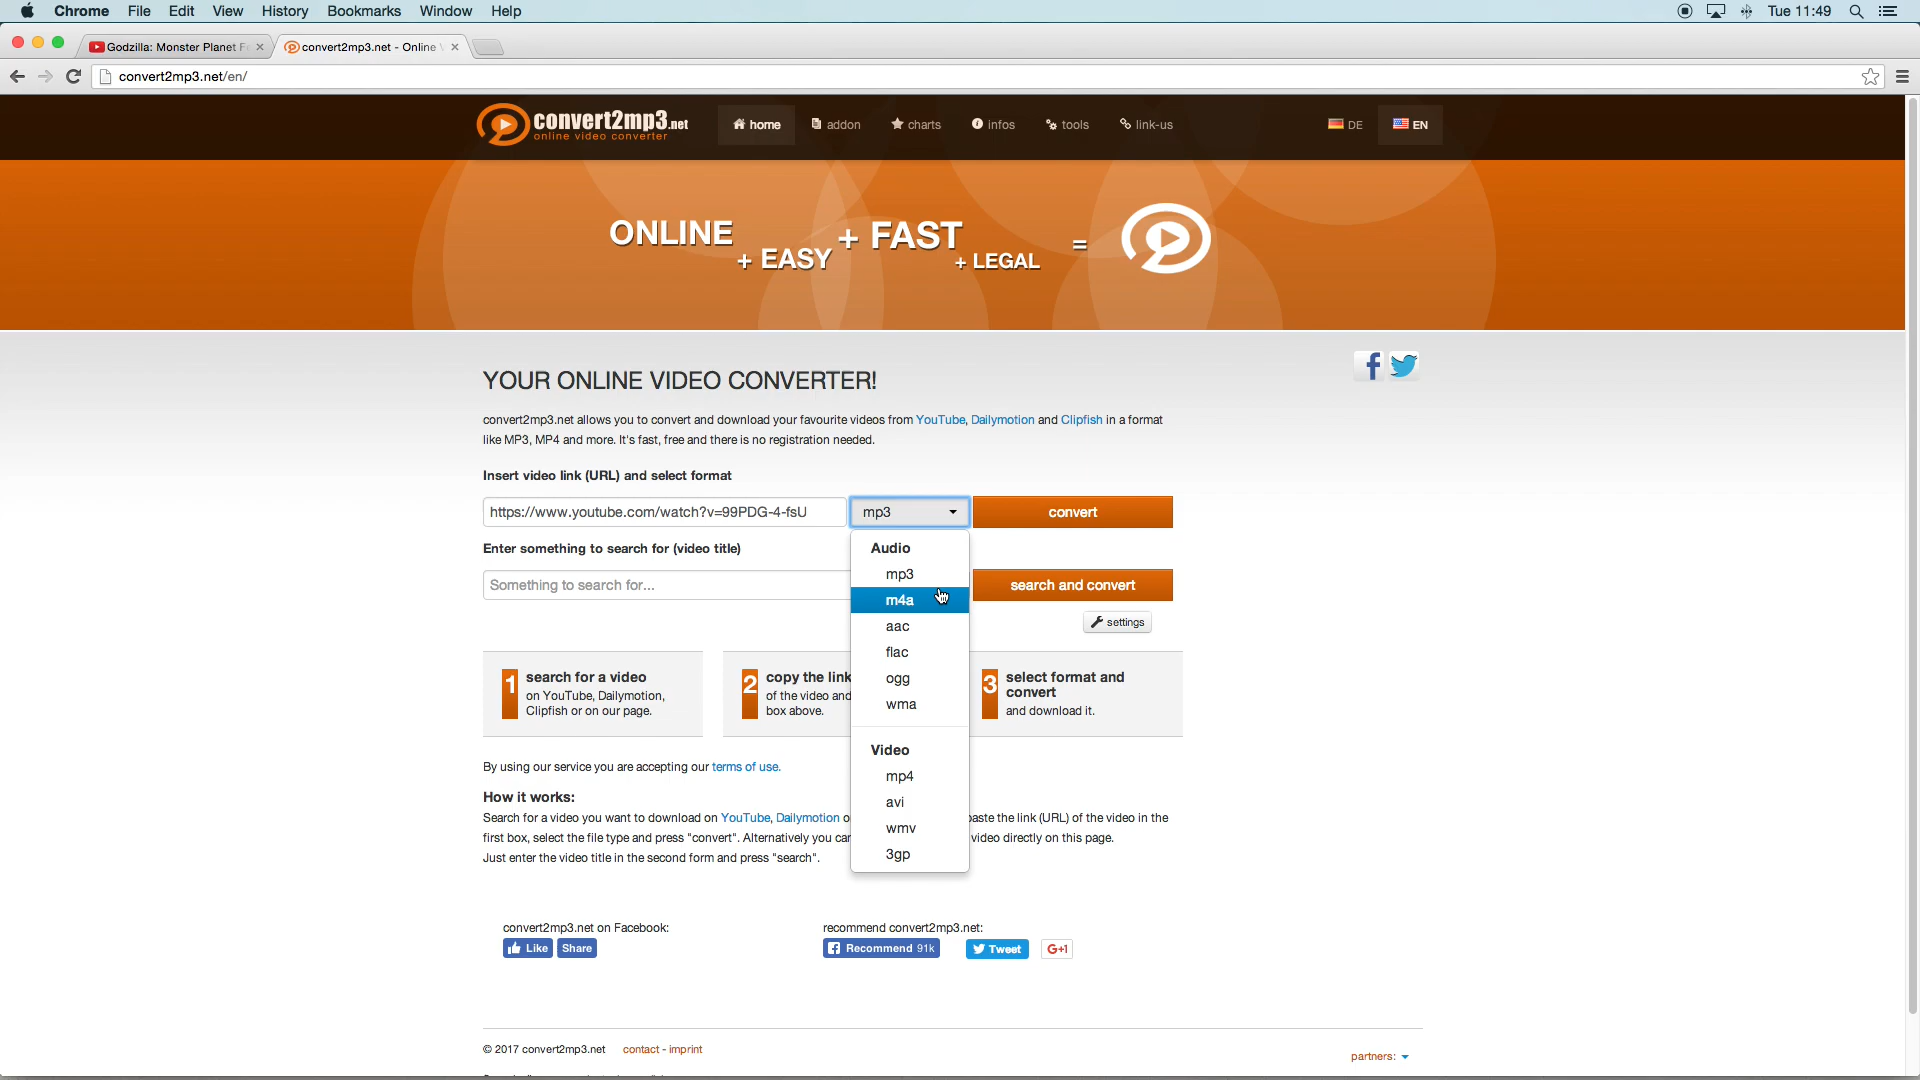 Chrome File Edit View History Bookmarks Window Help Tue 11:49
Godzilla: Monster Planet convert2mp3.net - Online
convert2mp3.net/en/
convert2mp3.net
online video converter
home addon charts infos tools link-us DE EN
ONLINE + EASY + FAST + LEGAL =
YOUR ONLINE VIDEO CONVERTER!
convert2mp3.net allows you to convert and download your favourite videos from YouTube, Dailymotion and Clipfish in a format
like MP3, MP4 and more. It's fast, free and there is no registration needed.
Insert video link (URL) and select format
https://www.youtube.com/watch?v=99PDG-4-fsU mp3 convert
Enter something to search for (video title)
Something to search for... search and convert
settings
Audio
mp3
m4a
aac
flac
ogg
wma
Video
mp4
avi
wmv
3gp
1 search for a video
on YouTube, Dailymotion,
Clipfish or on our page.
2 copy the link
of the video and
box above.
3 select format and
convert
and download it.
By using our service you are accepting our terms of use.
How it works:
Search for a video you want to download on YouTube, Dailymotion paste the link (URL) of the video in the
first box, select the file type and press "convert". Alternatively you can video directly on this page.
Just enter the video title in the second form and press "search".
convert2mp3.net on Facebook:
Like Share
recommend convert2mp3.net:
Recommend 91k Tweet G+1
© 2017 convert2mp3.net contact - imprint
partners: